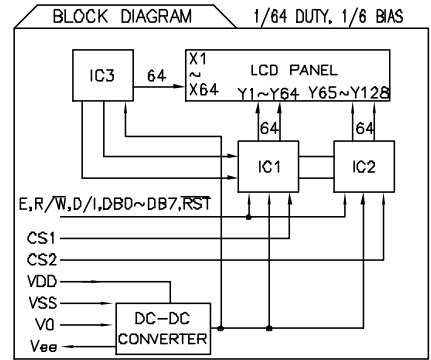 BLOCK DIAGRAM
1/64 DUTY, 1/6 BIAS
IC3
64
X1
~
X64
LCD PANEL
Y1~Y64 Y65~Y128
64
64
IC1
IC2
E,R/W̅,D/I,DB0~DB7,R̅S̅T̅
CS1
CS2
VDD
VSS
V0
Vee
DC-DC
CONVERTER